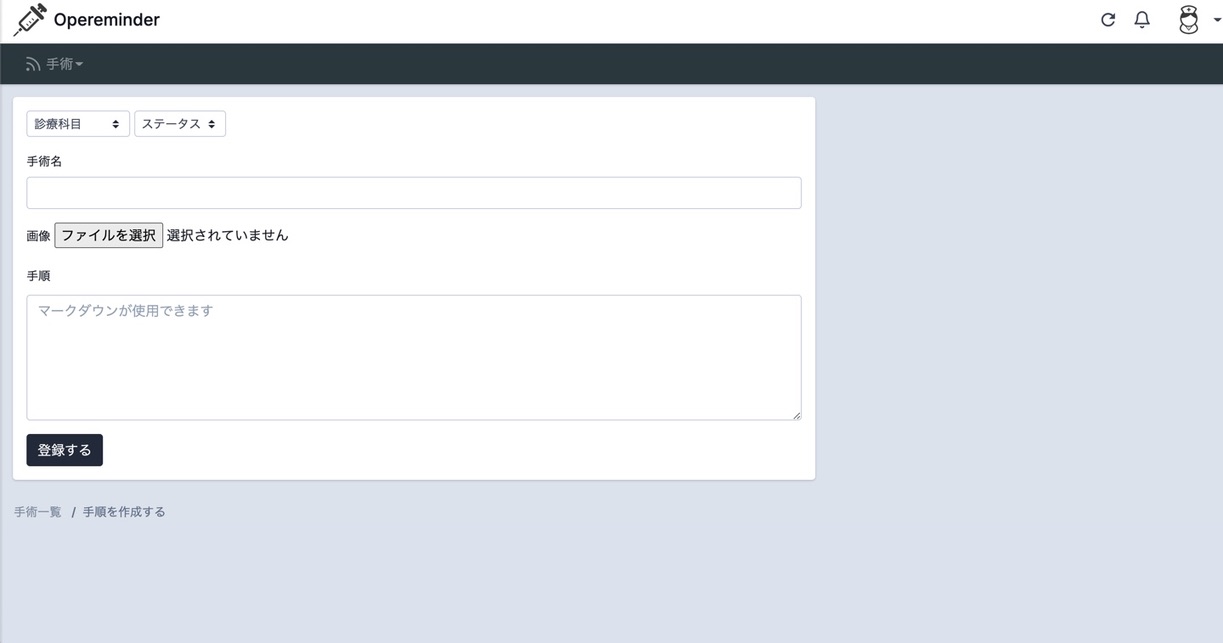 Opereminder
手術
診療科目 ステータス
手術名
画像 ファイルを選択 選択されていません
手順
マークダウンが使用できます
登録する
手術一覧 / 手順を作成する